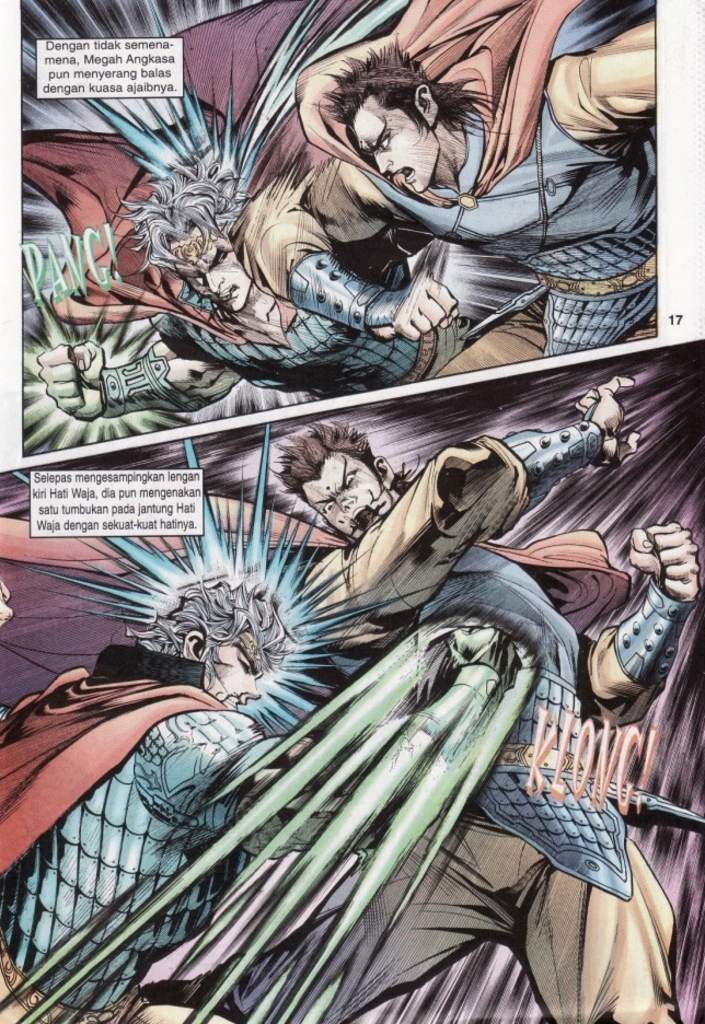 Dengan tidak semena-
mena, Megah Angkasa
pun menyerang balas
dengan kuasa ajaibnya.
PANG!
17
Selepas mengesampingkan lengan
kiri Hati Waja, dia pun mengenakan
satu tumbukan pada jantung Hati
Waja dengan sekuat-kuat hatinya.
KLONG!